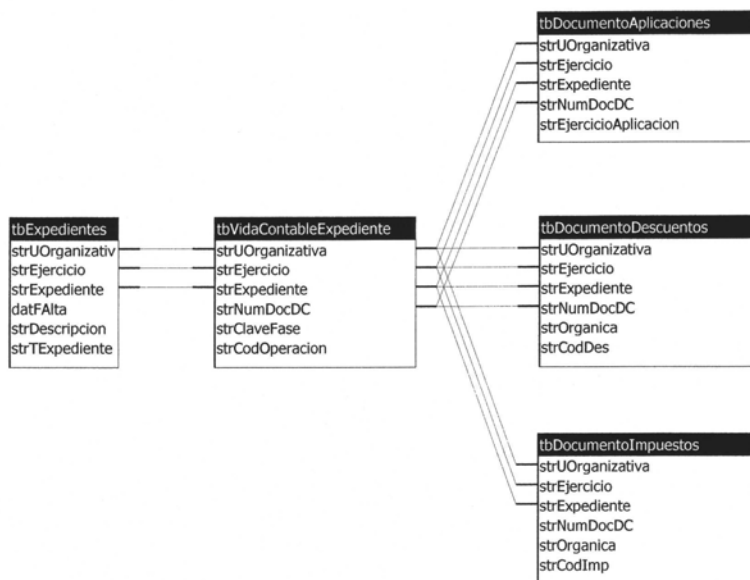 tbDocumentoAplicaciones
strUOrganizativa
strEjercicio
strExpediente
strNumDocDC
strEjercicioAplicacion
tbExpedientes
strUOrganizativ
strEjercicio
strExpediente
datFAlta
strDescripcion
strTExpediente
tbVidaContableExpediente
strUOrganizativa
strEjercicio
strExpediente
strNumDocDC
strClaveFase
strCodOperacion
tbDocumentoDescuentos
strUOrganizativa
strEjercicio
strExpediente
strNumDocDC
strOrganica
strCodDes
tbDocumentoImpuestos
strUOrganizativa
strEjercicio
strExpediente
strNumDocDC
strOrganica
strCodImp